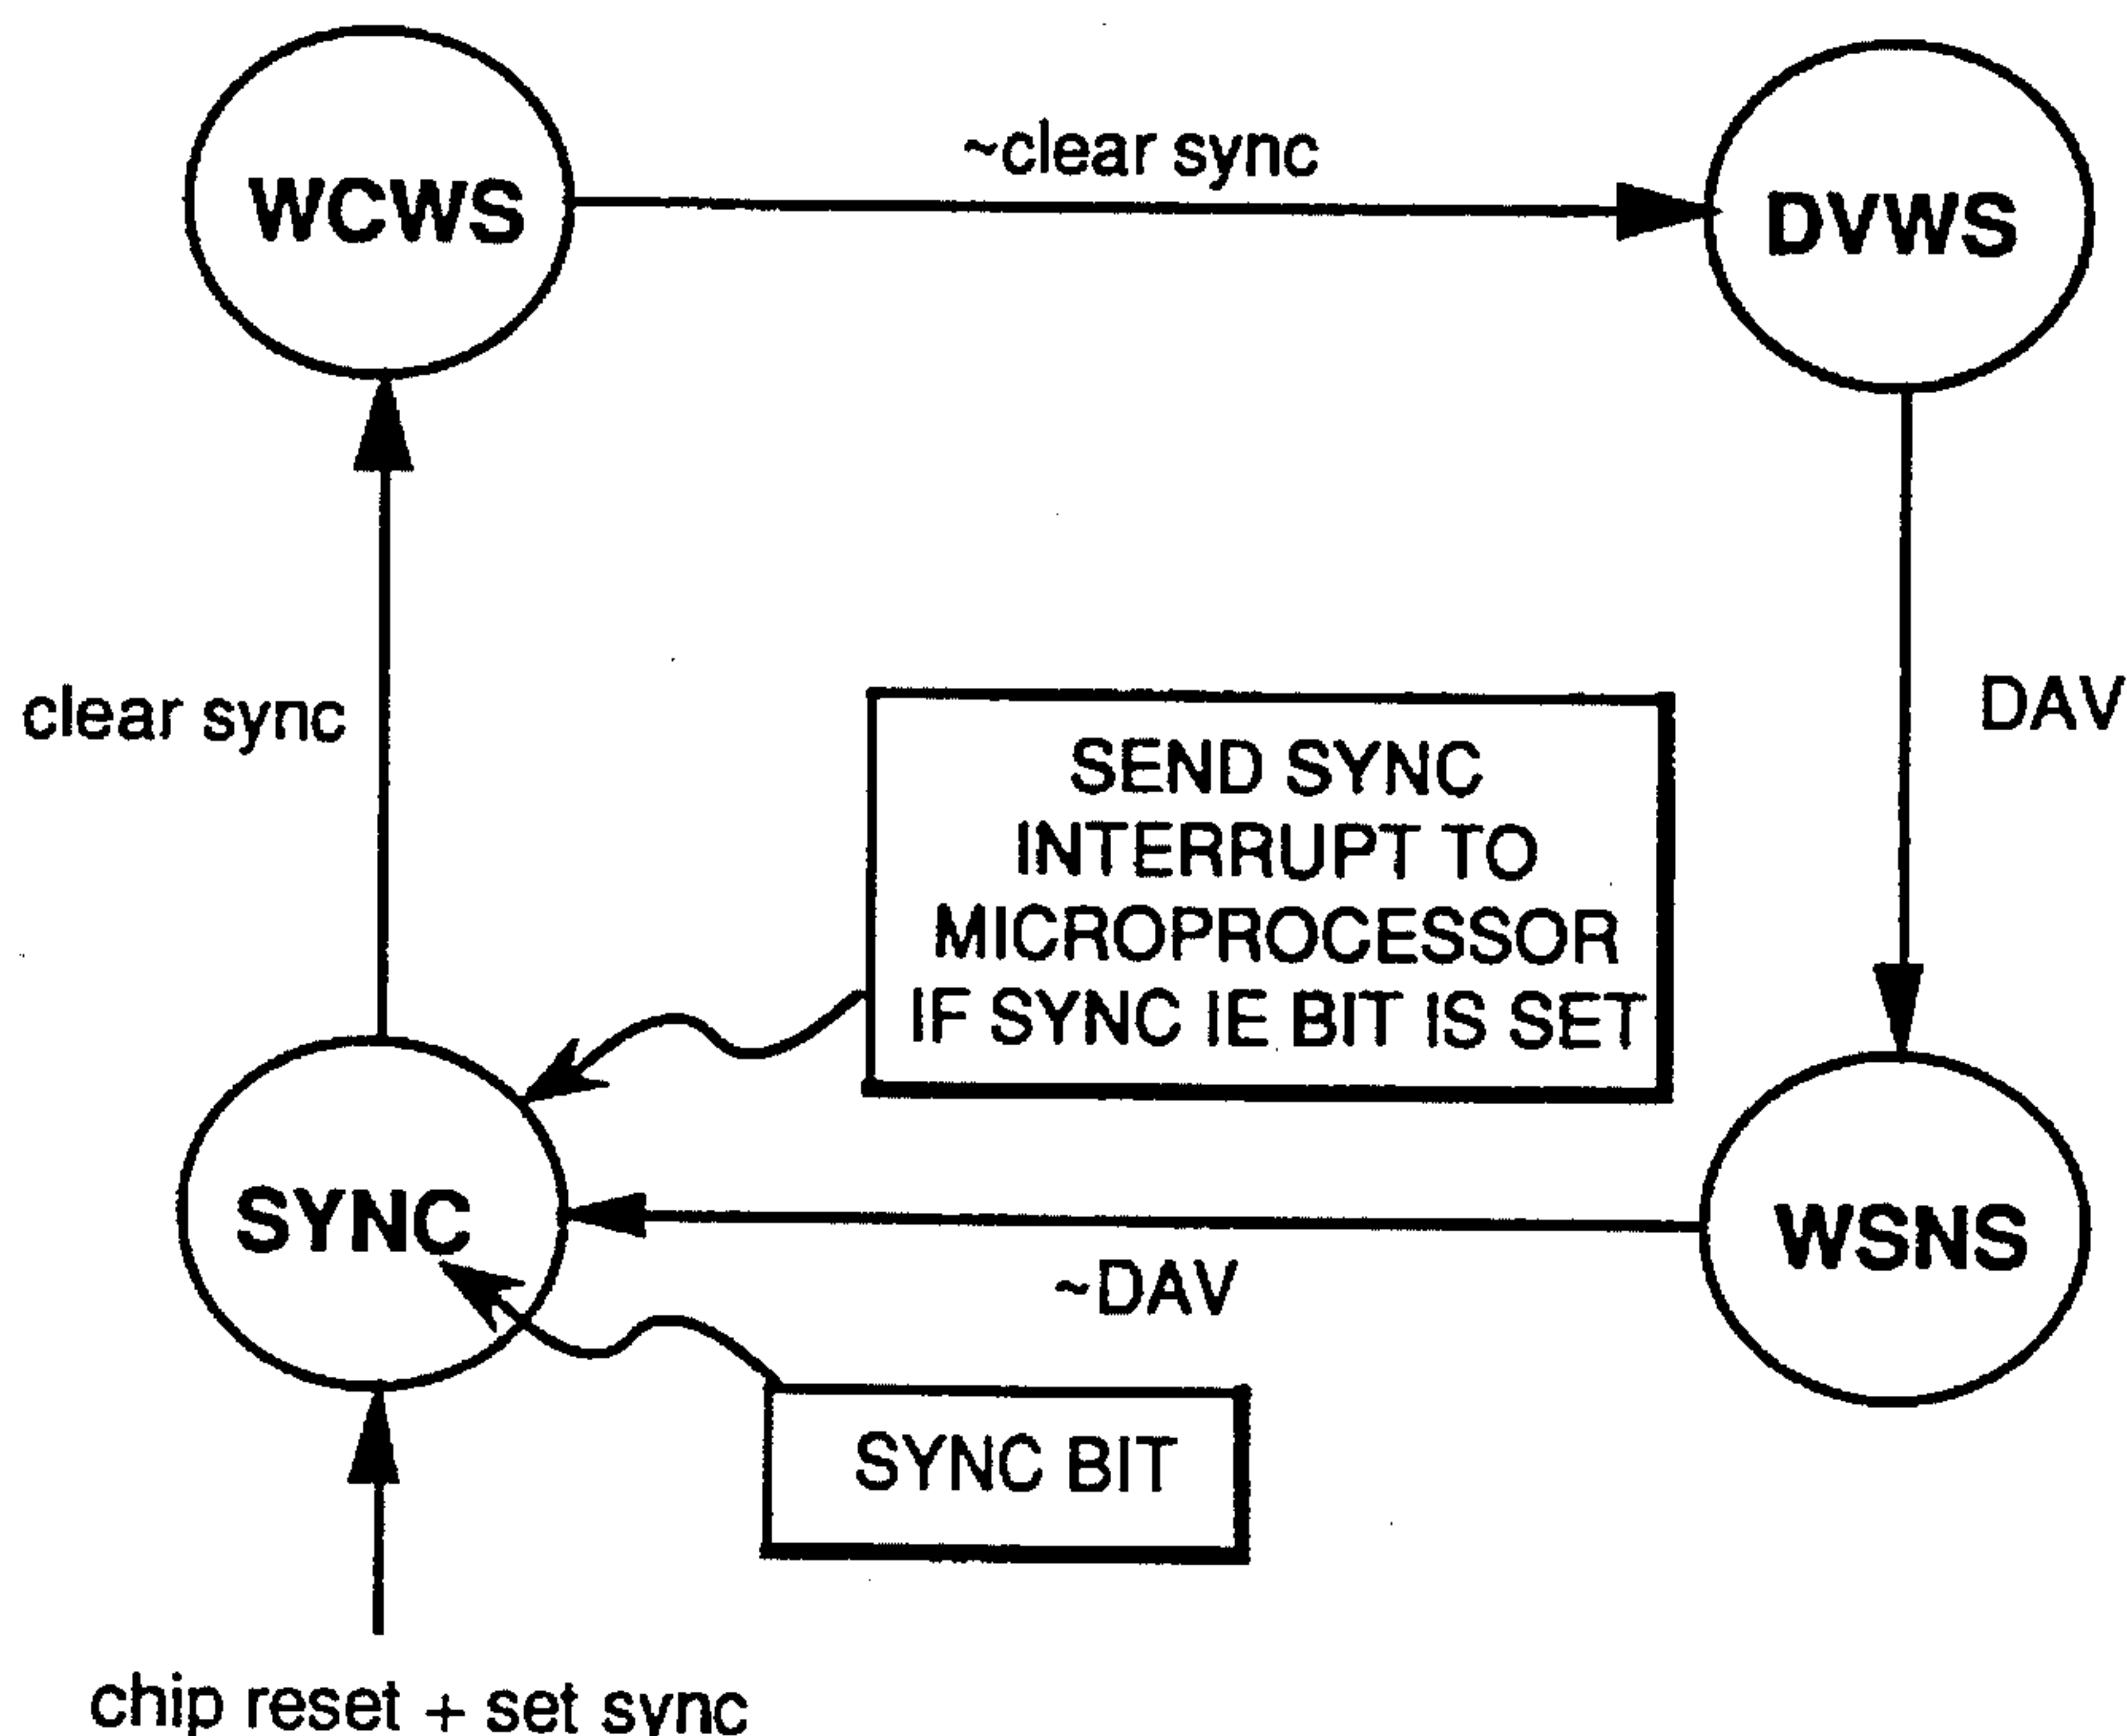 WCWS
~clear sync
DVWS
clear sync
DAV
SEND SYNC
INTERRUPT TO
MICROPROCESSOR
IF SYNC IE BIT IS SET
SYNC
WSNS
~DAV
SYNC BIT
chip reset + set sync